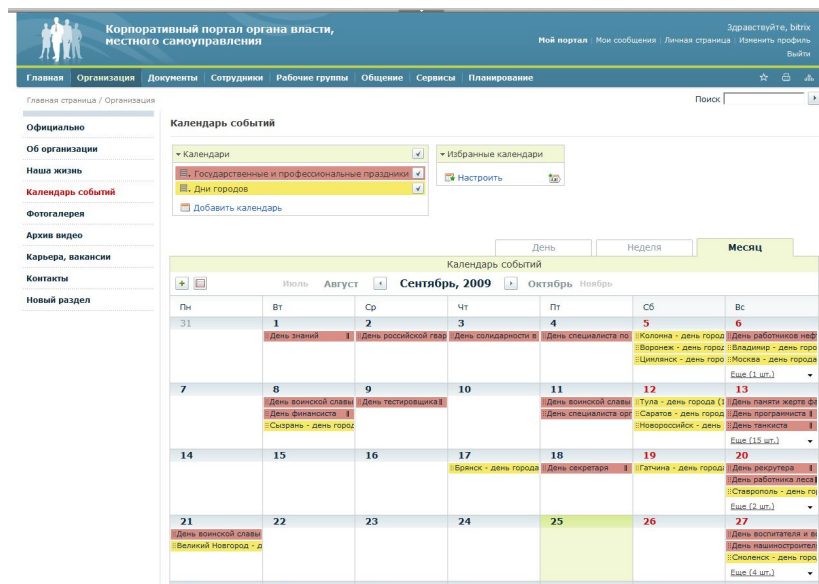 Корпоративный портал органа власти,
местного самоуправления
Здравствуйте, bitrix
Мой портал | Мои сообщения | Личная страница | Изменить профиль
Выйти
Главная Организация Документы Сотрудники Рабочие группы Общение Сервисы Планирование
Главная страница / Организация
Поиск
Официально
Об организации
Наша жизнь
Календарь событий
Фотогалерея
Архив видео
Карьера, вакансии
Контакты
Новый раздел
Календарь событий
Календари
Государственные и профессиональные праздники
Дни городов
Добавить календарь
Избранные календари
Настроить
День Неделя Месяц
Календарь событий
Июль Август Сентябрь, 2009 Октябрь Ноябрь
Пн Вт Ср Чт Пт Сб Вс
31 1 2 3 4 5 6
День знаний День российской гвар День солидарности в День специалиста по Коломна - день город День работников неф
Воронеж - день город Владимир - день горо
Цимлянск - день горо Москва - день города
Еще (1 шт.)
7 8 9 10 11 12 13
День воинской славы День тестировщика День воинской славы Тула - день города (1 День памяти жертв фа
День финансиста День специалиста орг Саратов - день город День программиста
Сызрань - день город Новороссийск - день День танкиста
Еще (15 шт.)
14 15 16 17 18 19 20
Брянск - день города День секретаря Гатчина - день города День рекрутера
День работника леса
Ставрополь - день го
Еще (2 шт.)
21 22 23 24 25 26 27
День воинской славы День воспитателя и в
Великий Новгород - д День машиностроител
Смоленск - день горо
Еще (4 шт.)